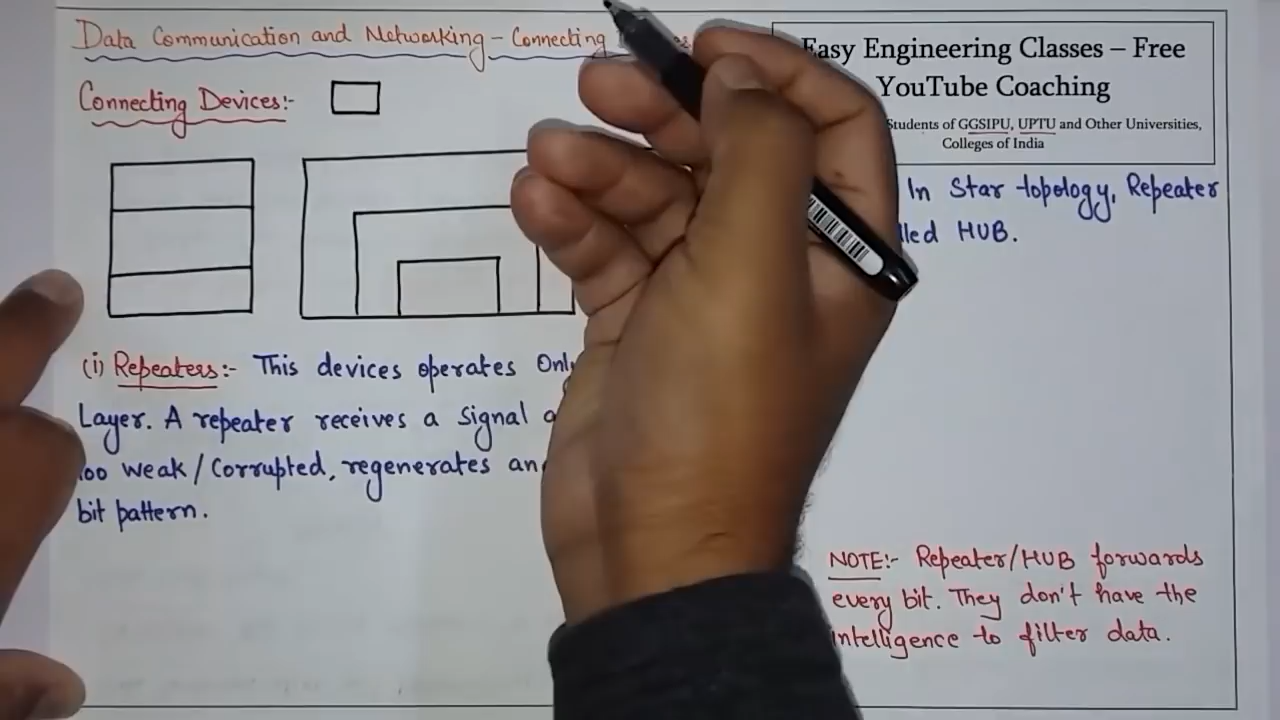 Data Communication and Networking - Connecting
Easy Engineering Classes – Free
YouTube Coaching
Students of GGSIPU, UPTU and Other Universities,
Colleges of India
Connecting Devices:-
In Star topology, Repeater
HUB.
(i) Repeaters:- This devices operates Only
Layer. A repeater receives a signal
too weak/Corrupted, regenerates
bit pattern.
NOTE:- Repeater/HUB forwards
every bit. They don't have the
intelligence to filter data.